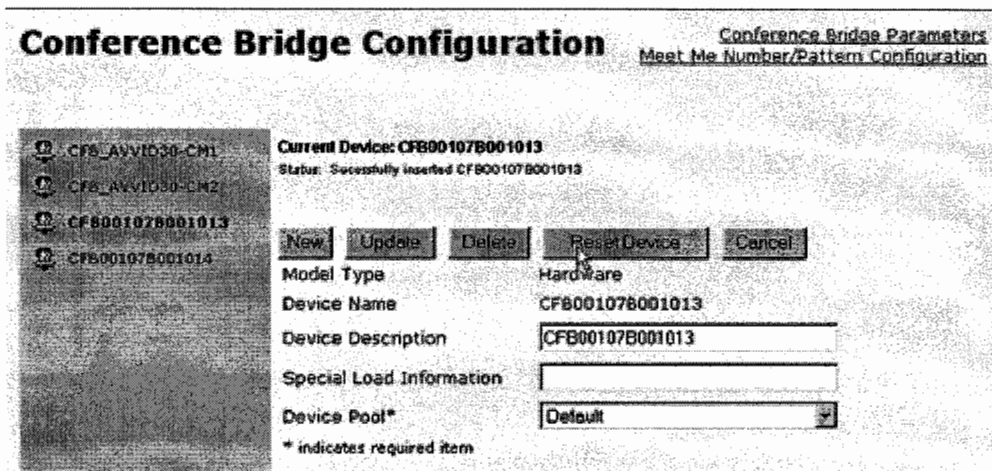 Conference Bridge Configuration
Conference Bridge Parameters
Meet Me Number/Pattern Configuration
CFB_AVVID30-CM1
CFB_AVVID30-CM2
CFB00107B001013
CFB00107B001014
Current Device: CFB00107B001013
Status: Sucessfully inserted CFB00107B001013
New Update Delete Reset Device Cancel
Model Type Hardware
Device Name CFB00107B001013
Device Description CFB00107B001013
Special Load Information
Device Pool* Default
* indicates required item